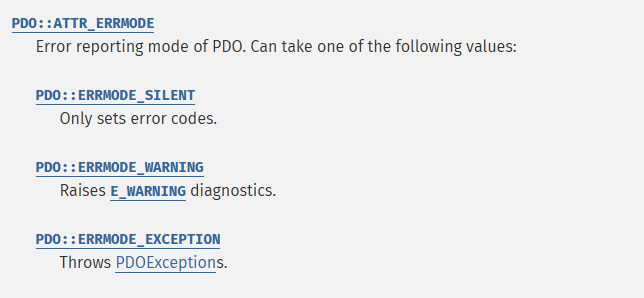 PDO::ATTR_ERRMODE
Error reporting mode of PDO. Can take one of the following values:
PDO::ERRMODE_SILENT
Only sets error codes.
PDO::ERRMODE_WARNING
Raises E_WARNING diagnostics.
PDO::ERRMODE_EXCEPTION
Throws PDOExceptions.